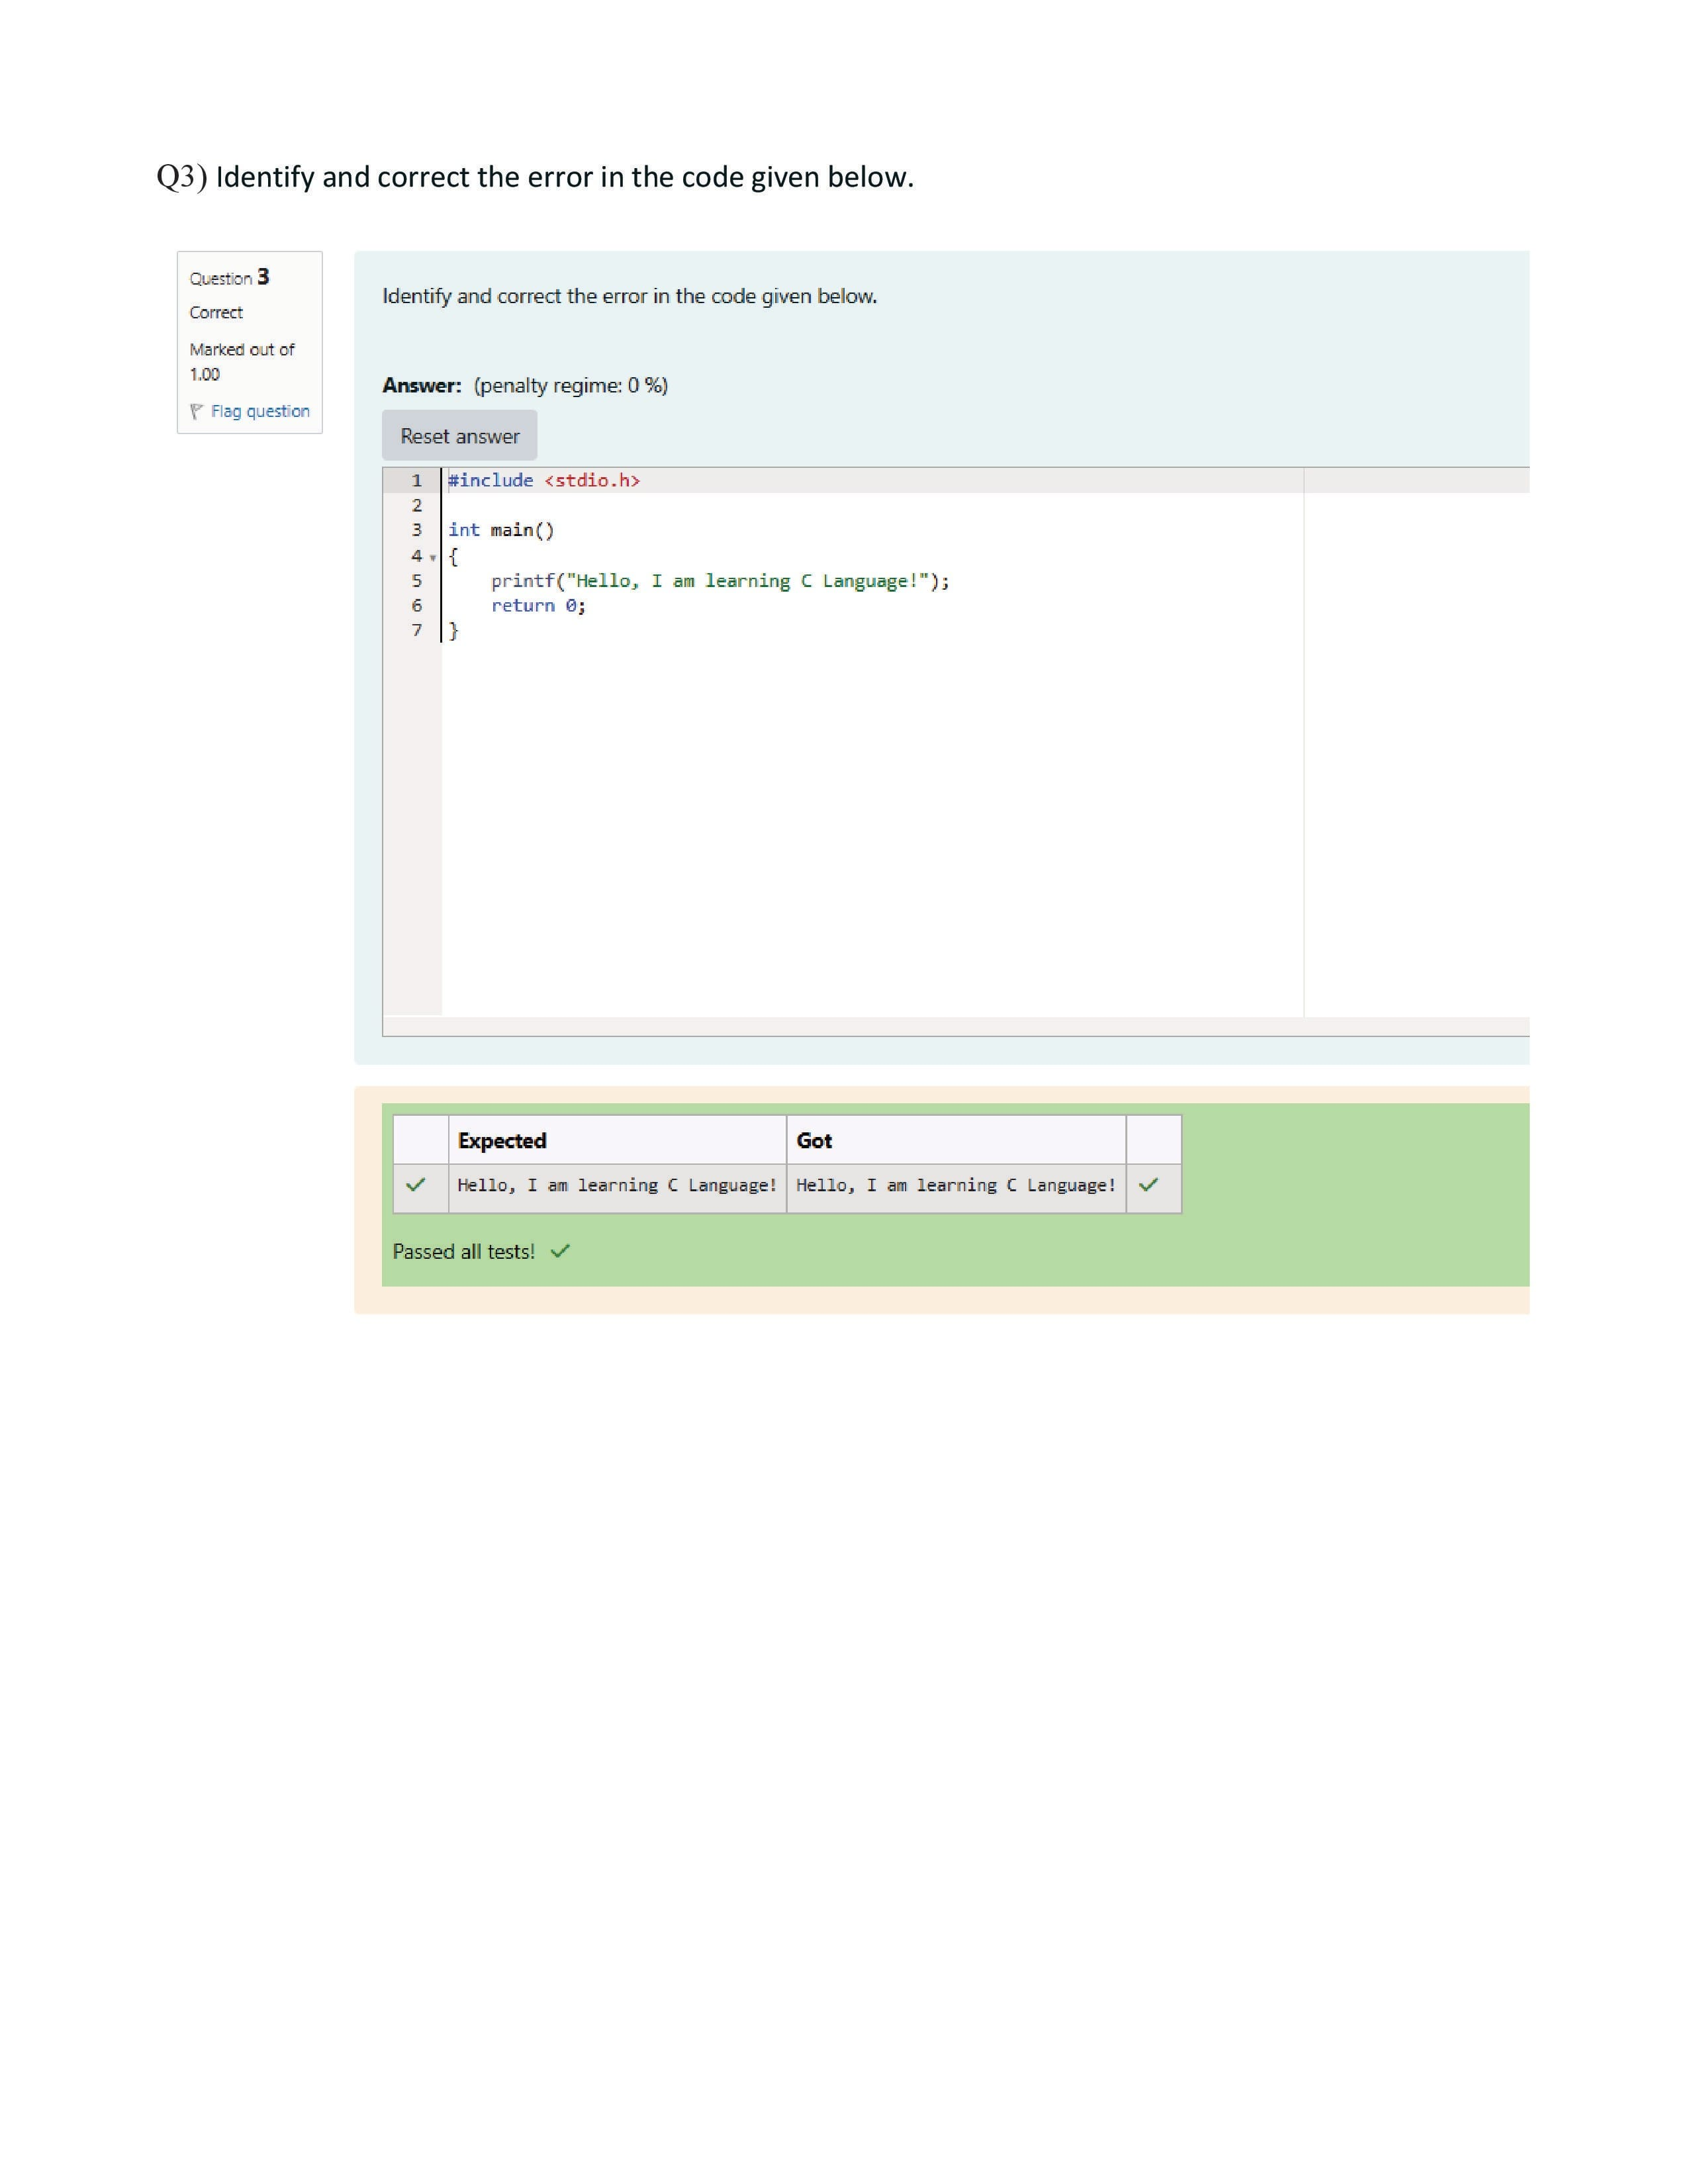 Q3) Identify and correct the error in the code given below.
Question 3
Correct
Marked out of
1.00
Flag question
Identify and correct the error in the code given below.
Answer: (penalty regime: 0 %)
Reset answer
1 #include <stdio.h>
2
3 int main()
4 {
5     printf("Hello, I am learning C Language!");
6     return 0;
7 }
Expected Got
Hello, I am learning C Language! Hello, I am learning C Language!
Passed all tests!